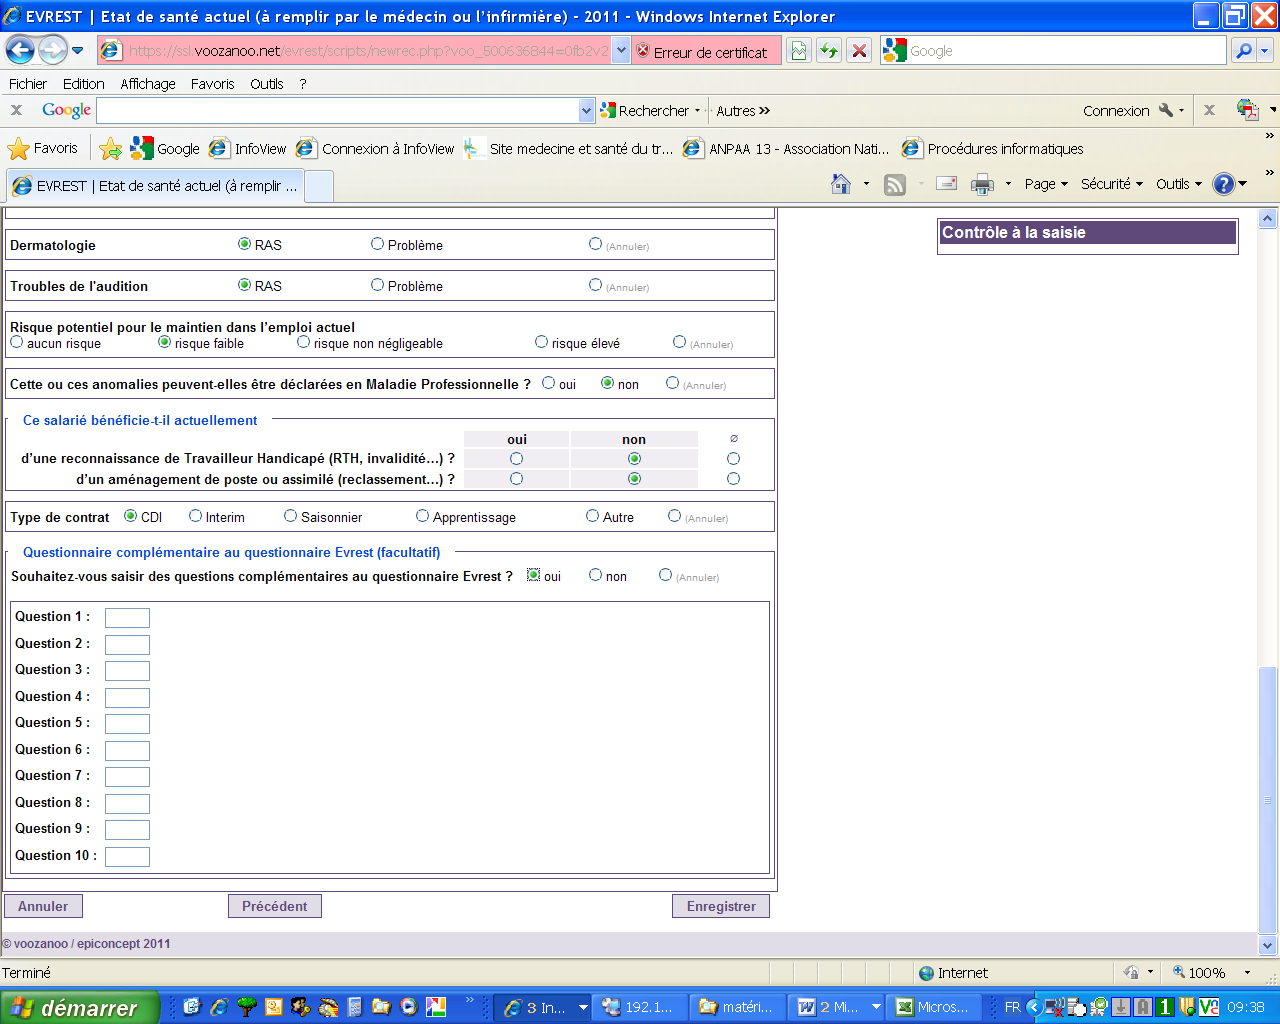 EVREST | Etat de santé actuel (à remplir par le médecin ou l'infirmière) - 2011 - Windows Internet Explorer
https://ssl.voozanoo.net/evrest/scripts/newrec.php?voo_500636844=0fb2v2 Erreur de certificat Google
Fichier Edition Affichage Favoris Outils ?
x Google Rechercher Autres >> Connexion x
Favoris Google InfoView Connexion à InfoView Site medecine et santé du tr... ANPAA 13 - Association Nati... Procédures informatiques
EVREST | Etat de santé actuel (à remplir ... Page Sécurité Outils
Contrôle à la saisie
Dermatologie RAS Problème (Annuler)
Troubles de l'audition RAS Problème (Annuler)
Risque potentiel pour le maintien dans l'emploi actuel
aucun risque risque faible risque non négligeable risque élevé (Annuler)
Cette ou ces anomalies peuvent-elles être déclarées en Maladie Professionnelle ? oui non (Annuler)
Ce salarié bénéficie-t-il actuellement
oui non ∅
d'une reconnaissance de Travailleur Handicapé (RTH, invalidité...) ?
d'un aménagement de poste ou assimilé (reclassement...) ?
Type de contrat CDI Interim Saisonnier Apprentissage Autre (Annuler)
Questionnaire complémentaire au questionnaire Evrest (facultatif)
Souhaitez-vous saisir des questions complémentaires au questionnaire Evrest ? oui non (Annuler)
Question 1 :
Question 2 :
Question 3 :
Question 4 :
Question 5 :
Question 6 :
Question 7 :
Question 8 :
Question 9 :
Question 10 :
Annuler Précédent Enregistrer
© voozanoo / epiconcept 2011
Terminé Internet 100%
démarrer 3 In... 192.1... matéri... 2 Mi... Micros... FR 1 09:38